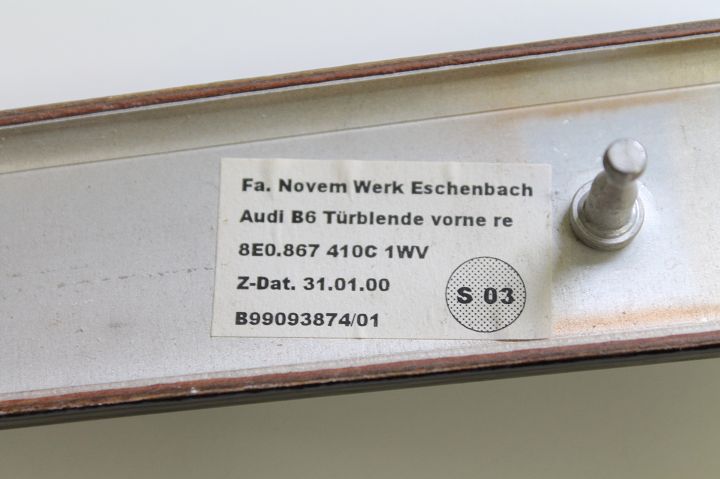 Fa. Novem Werk Eschenbach
Audi B6 Türblende vorne re
8E0.867 410C 1WV
Z-Dat. 31.01.00
S 03
B99093874/01